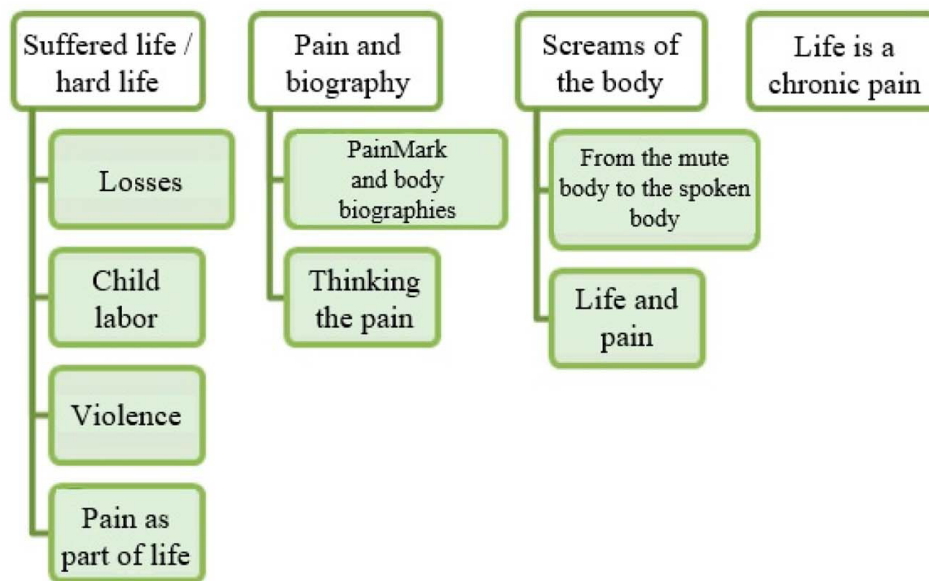 Suffered life /
hard life
Losses
Child
labor
Violence
Pain as
part of life
Pain and
biography
PainMark
and body
biographies
Thinking
the pain
Screams of
the body
From the mute
body to the spoken
body
Life and
pain
Life is a
chronic pain